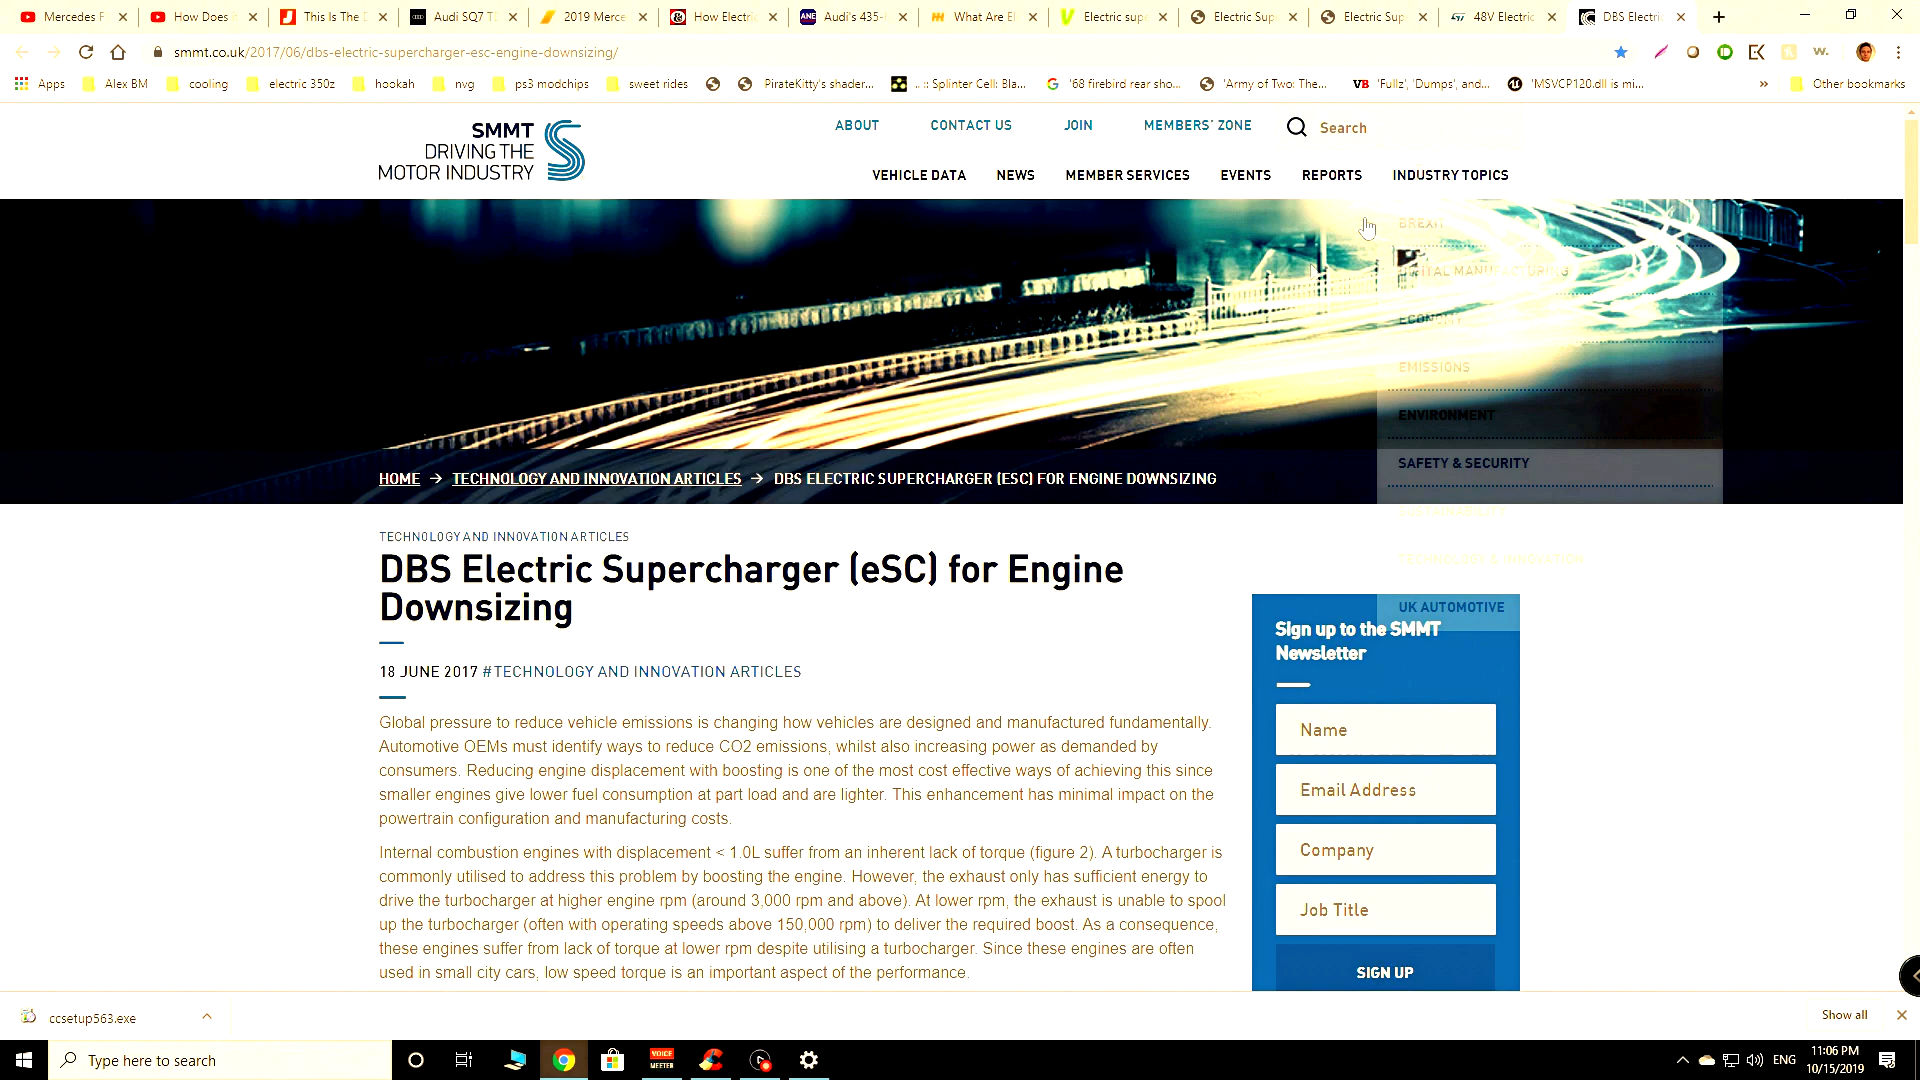 Mercedes F
How Does
This Is The
Audi SQ7 T
2019 Merce
How Electric
Audi's 435-
What Are El
Electric sup
Electric Sup
Electric Sup
48V Electric
DBS Electric
smmt.co.uk/2017/06/dbs-electric-supercharger-esc-engine-downsizing/
Apps
Alex BM
cooling
electric 350z
hookah
nvg
ps3 modchips
sweet rides
PirateKitty's shader...
.. :: Splinter Cell: Bla...
'68 firebird rear sho...
'Army of Two: The...
'Fullz', 'Dumps', and...
'MSVCP120.dll is mi...
»
Other bookmarks
SMMT
DRIVING THE
MOTOR INDUSTRY
ABOUT
CONTACT US
JOIN
MEMBERS' ZONE
Search
VEHICLE DATA
NEWS
MEMBER SERVICES
EVENTS
REPORTS
INDUSTRY TOPICS
BREXIT
DIGITAL MANUFACTURING
ECONOMY
EMISSIONS
ENVIRONMENT
SAFETY & SECURITY
SUSTAINABILITY
TECHNOLOGY & INNOVATION
UK AUTOMOTIVE
HOME → TECHNOLOGY AND INNOVATION ARTICLES → DBS ELECTRIC SUPERCHARGER (ESC) FOR ENGINE DOWNSIZING
TECHNOLOGY AND INNOVATION ARTICLES
DBS Electric Supercharger (eSC) for Engine
Downsizing
18 JUNE 2017 #TECHNOLOGY AND INNOVATION ARTICLES
Global pressure to reduce vehicle emissions is changing how vehicles are designed and manufactured fundamentally.
Automotive OEMs must identify ways to reduce CO2 emissions, whilst also increasing power as demanded by
consumers. Reducing engine displacement with boosting is one of the most cost effective ways of achieving this since
smaller engines give lower fuel consumption at part load and are lighter. This enhancement has minimal impact on the
powertrain configuration and manufacturing costs.
Internal combustion engines with displacement < 1.0L suffer from an inherent lack of torque (figure 2). A turbocharger is
commonly utilised to address this problem by boosting the engine. However, the exhaust only has sufficient energy to
drive the turbocharger at higher engine rpm (around 3,000 rpm and above). At lower rpm, the exhaust is unable to spool
up the turbocharger (often with operating speeds above 150,000 rpm) to deliver the required boost. As a consequence,
these engines suffer from lack of torque at lower rpm despite utilising a turbocharger. Since these engines are often
used in small city cars, low speed torque is an important aspect of the performance.
Sign up to the SMMT
Newsletter
Name
Email Address
Company
Job Title
SIGN UP
ccsetup563.exe
Show all
Type here to search
VOICE
MEETER
ENG
11:06 PM
10/15/2019